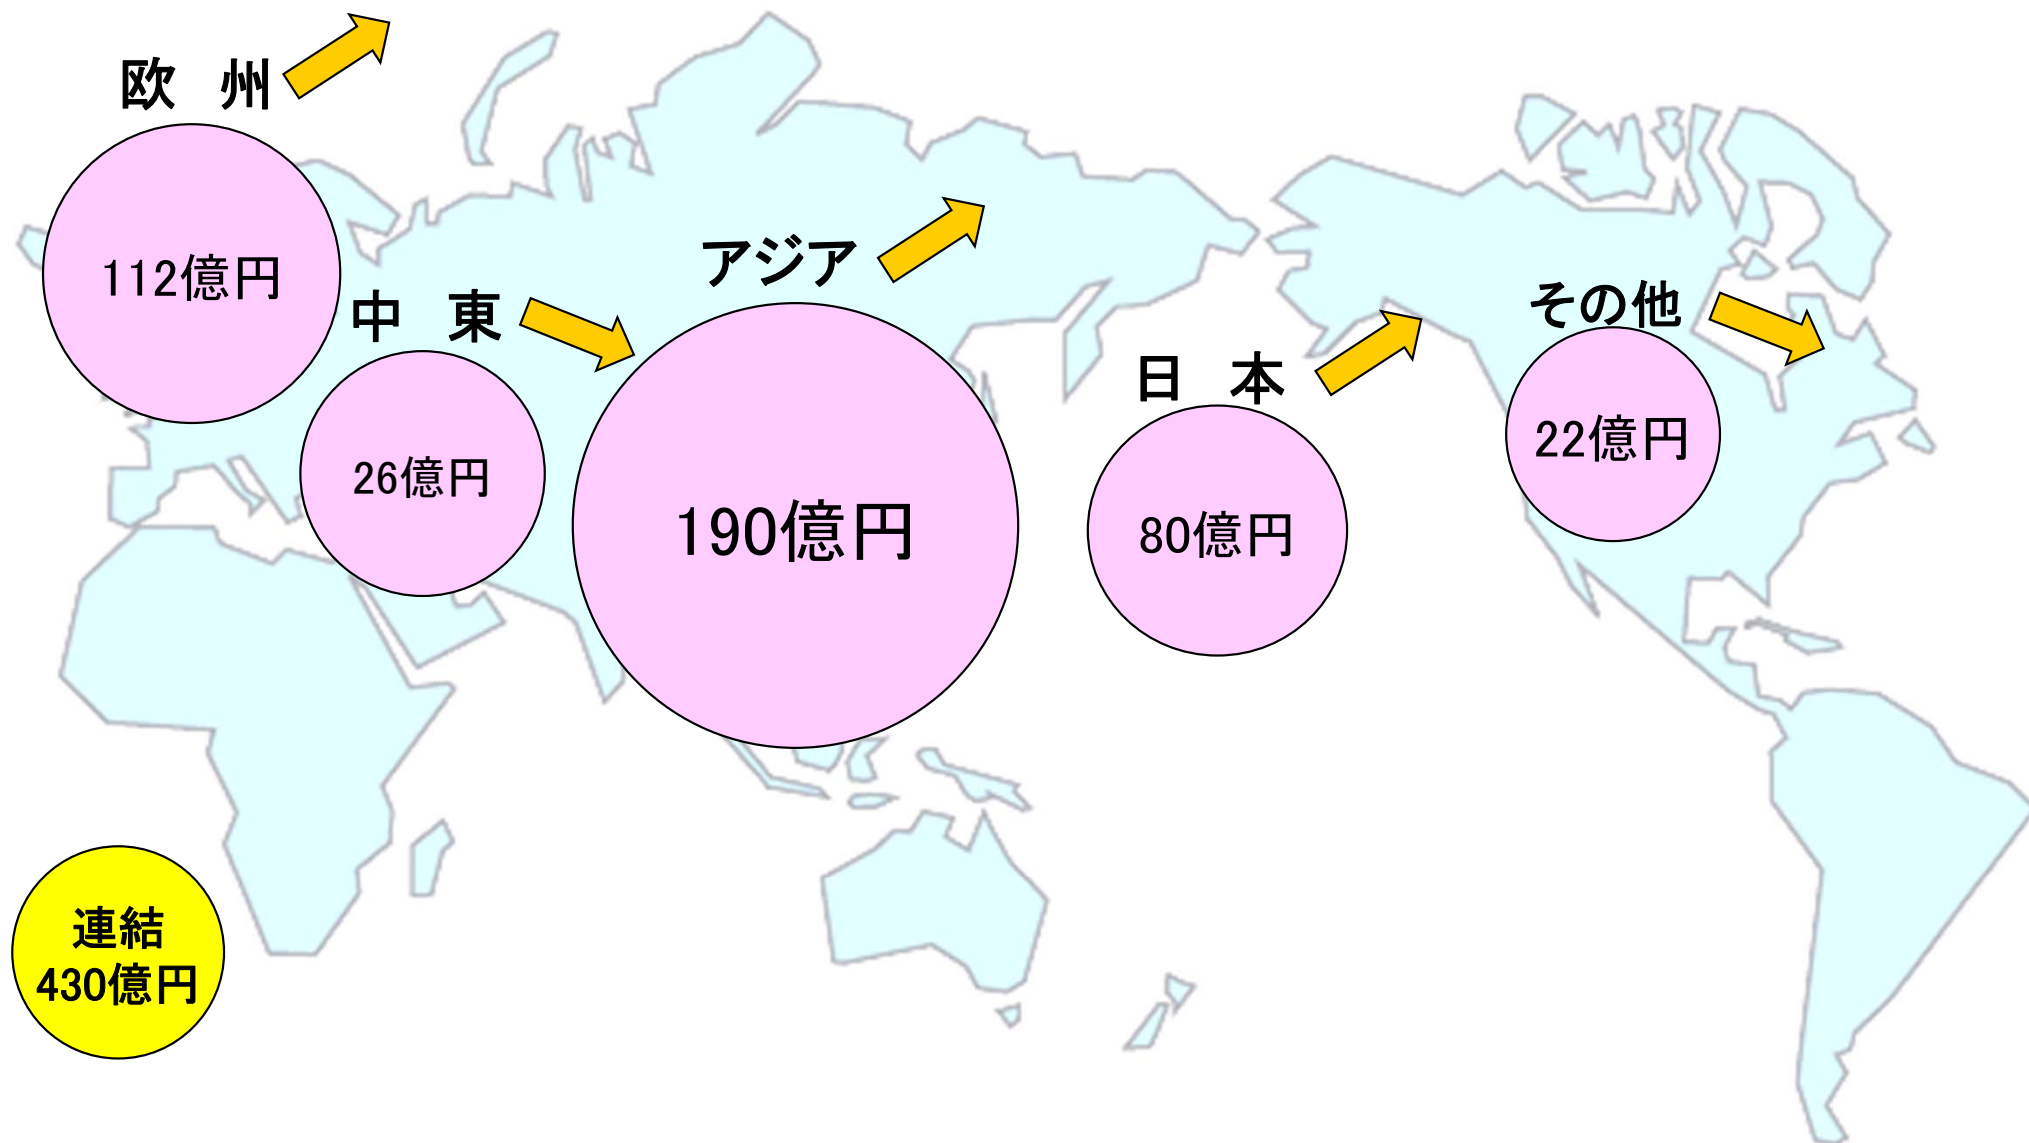 欧　州
112億円
中　東
26億円
アジア
190億円
日　本
80億円
その他
22億円
連結
430億円